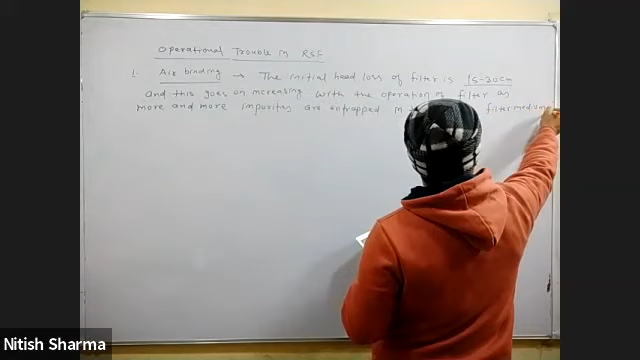 Operational Trouble in RSF
1. Air binding → The initial head loss of filter is 15-30cm
and this goes on increasing with the operation of filter as
more and more impurities are entrapped in filter medium
Nitish Sharma